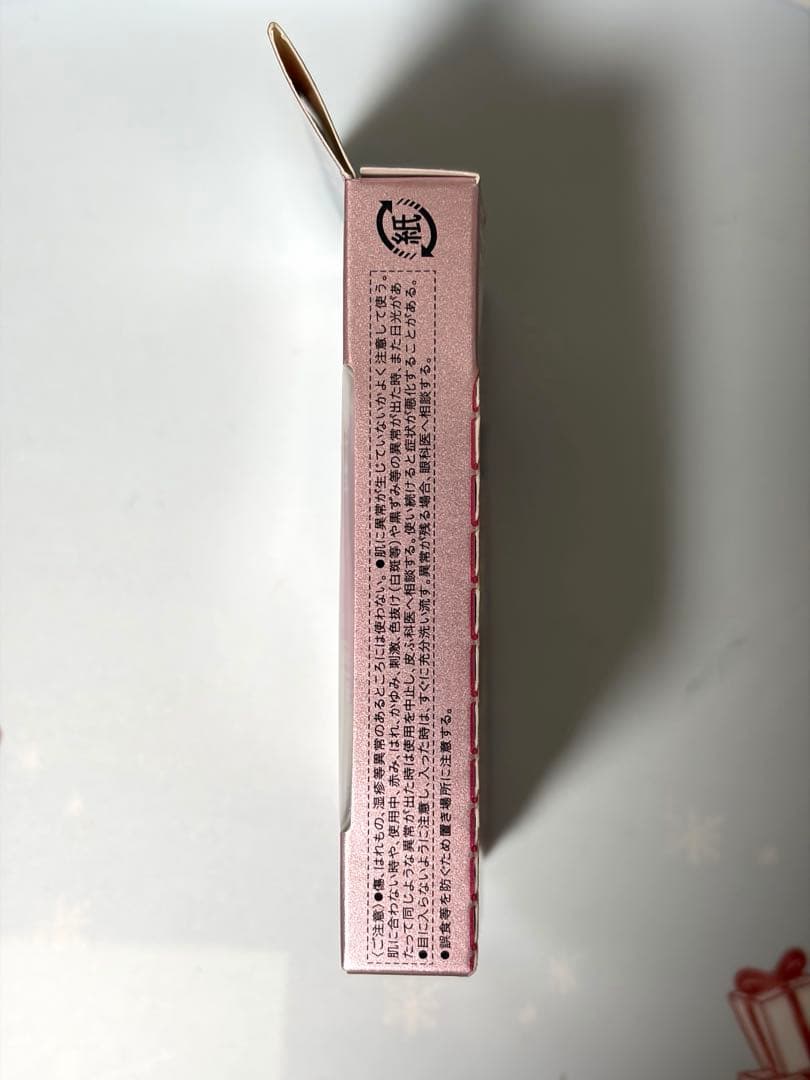 紙
〈ご注意〉●傷、はれもの、湿疹等異常のあるところには使わない。●肌に異常が生じていないかよく注意して使う。
肌に合わない時や、使用中、赤み、はれ、かゆみ、刺激、色抜け(白斑等)や黒ずみ等の異常が出た時、また日光があ
たって同じような異常が出た時は使用を中止し、皮ふ科医へ相談する。使い続けると症状が悪化することがある。
●目に入らないように注意し、入った時は、すぐに充分洗い流す。異常が残る場合、眼科医へ相談する。
●誤食等を防ぐため置き場所に注意する。